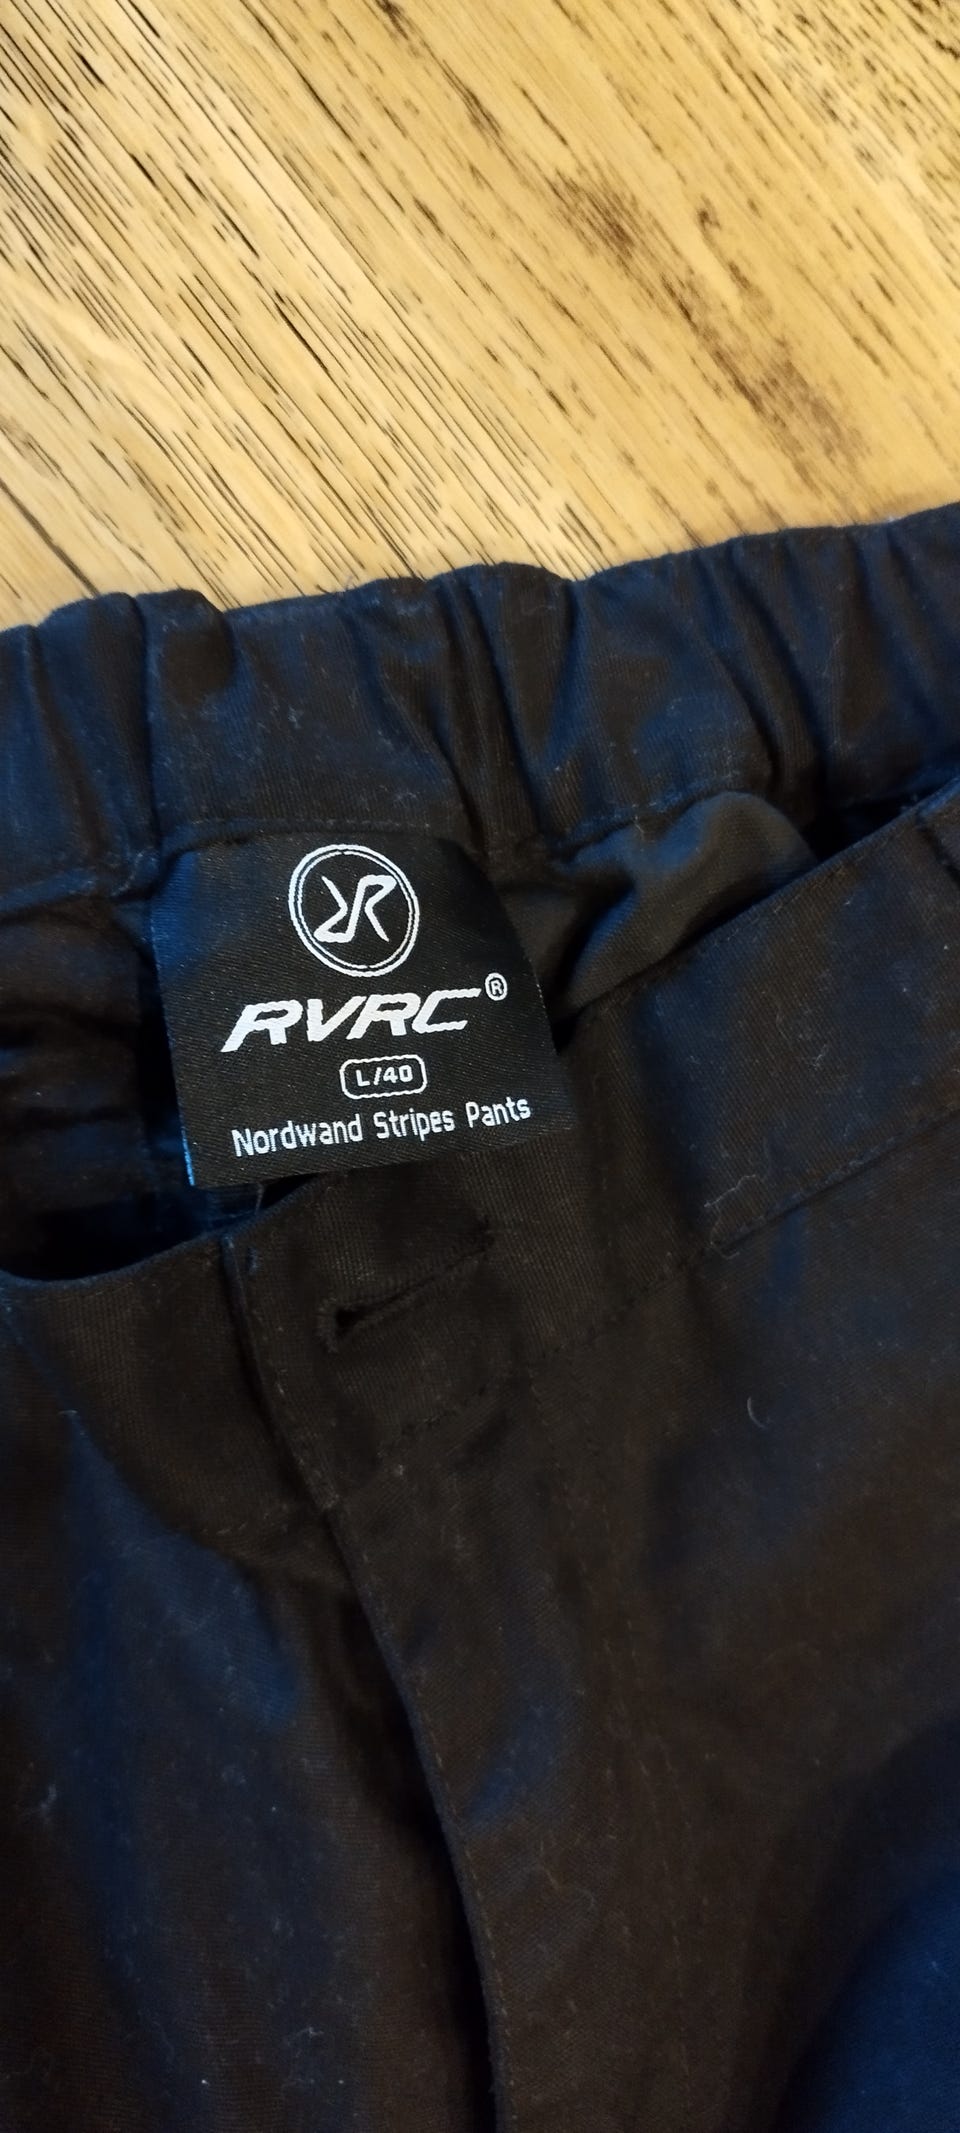 RVRC®
L/40
Nordwand Stripes Pants